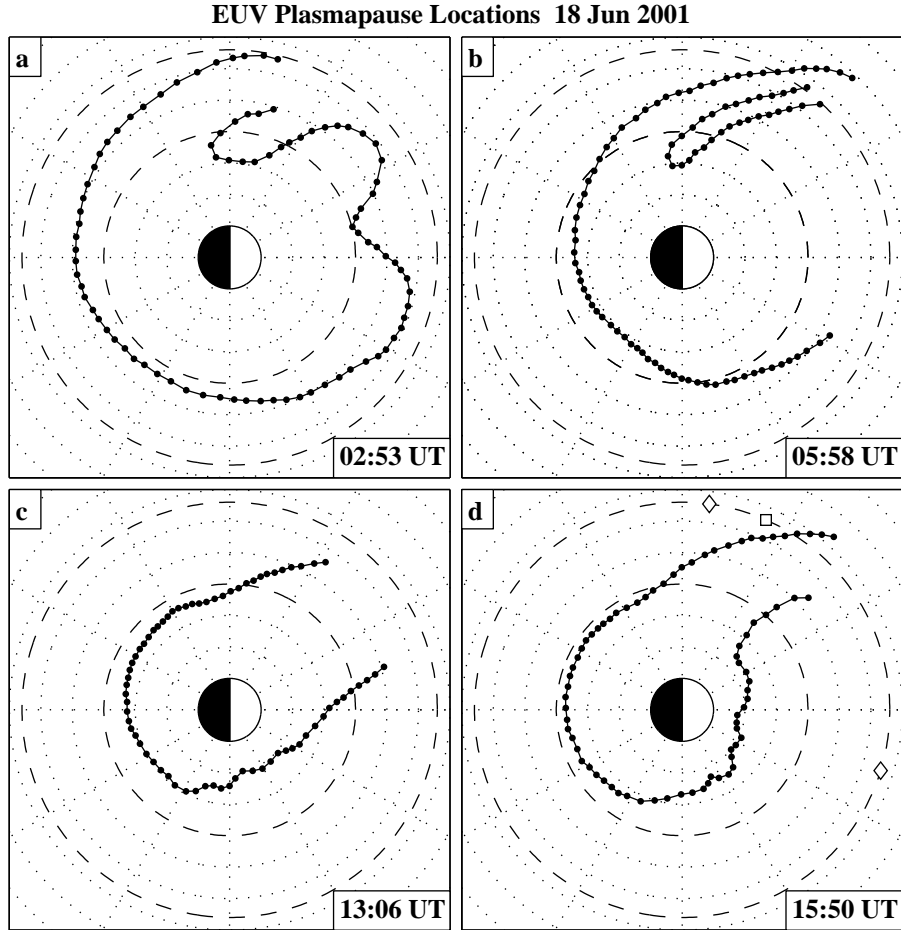 EUV Plasmapause Locations 18 Jun 2001
a
02:53 UT
b
05:58 UT
c
13:06 UT
d
15:50 UT